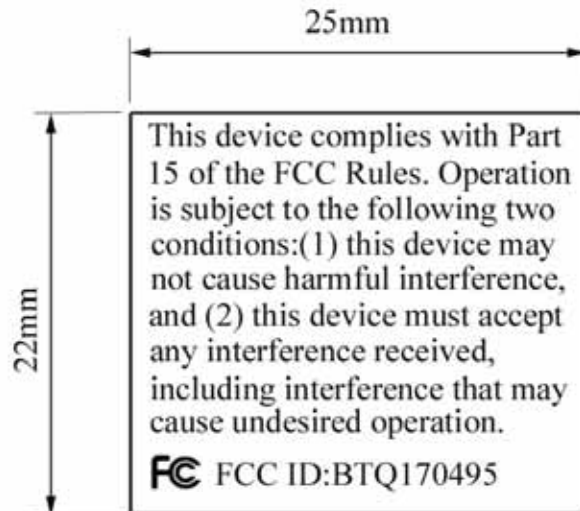 25mm
22mm
This device complies with Part
15 of the FCC Rules. Operation
is subject to the following two
conditions:(1) this device may
not cause harmful interference,
and (2) this device must accept
any interference received,
including interference that may
cause undesired operation.
FC FCC ID:BTQ170495